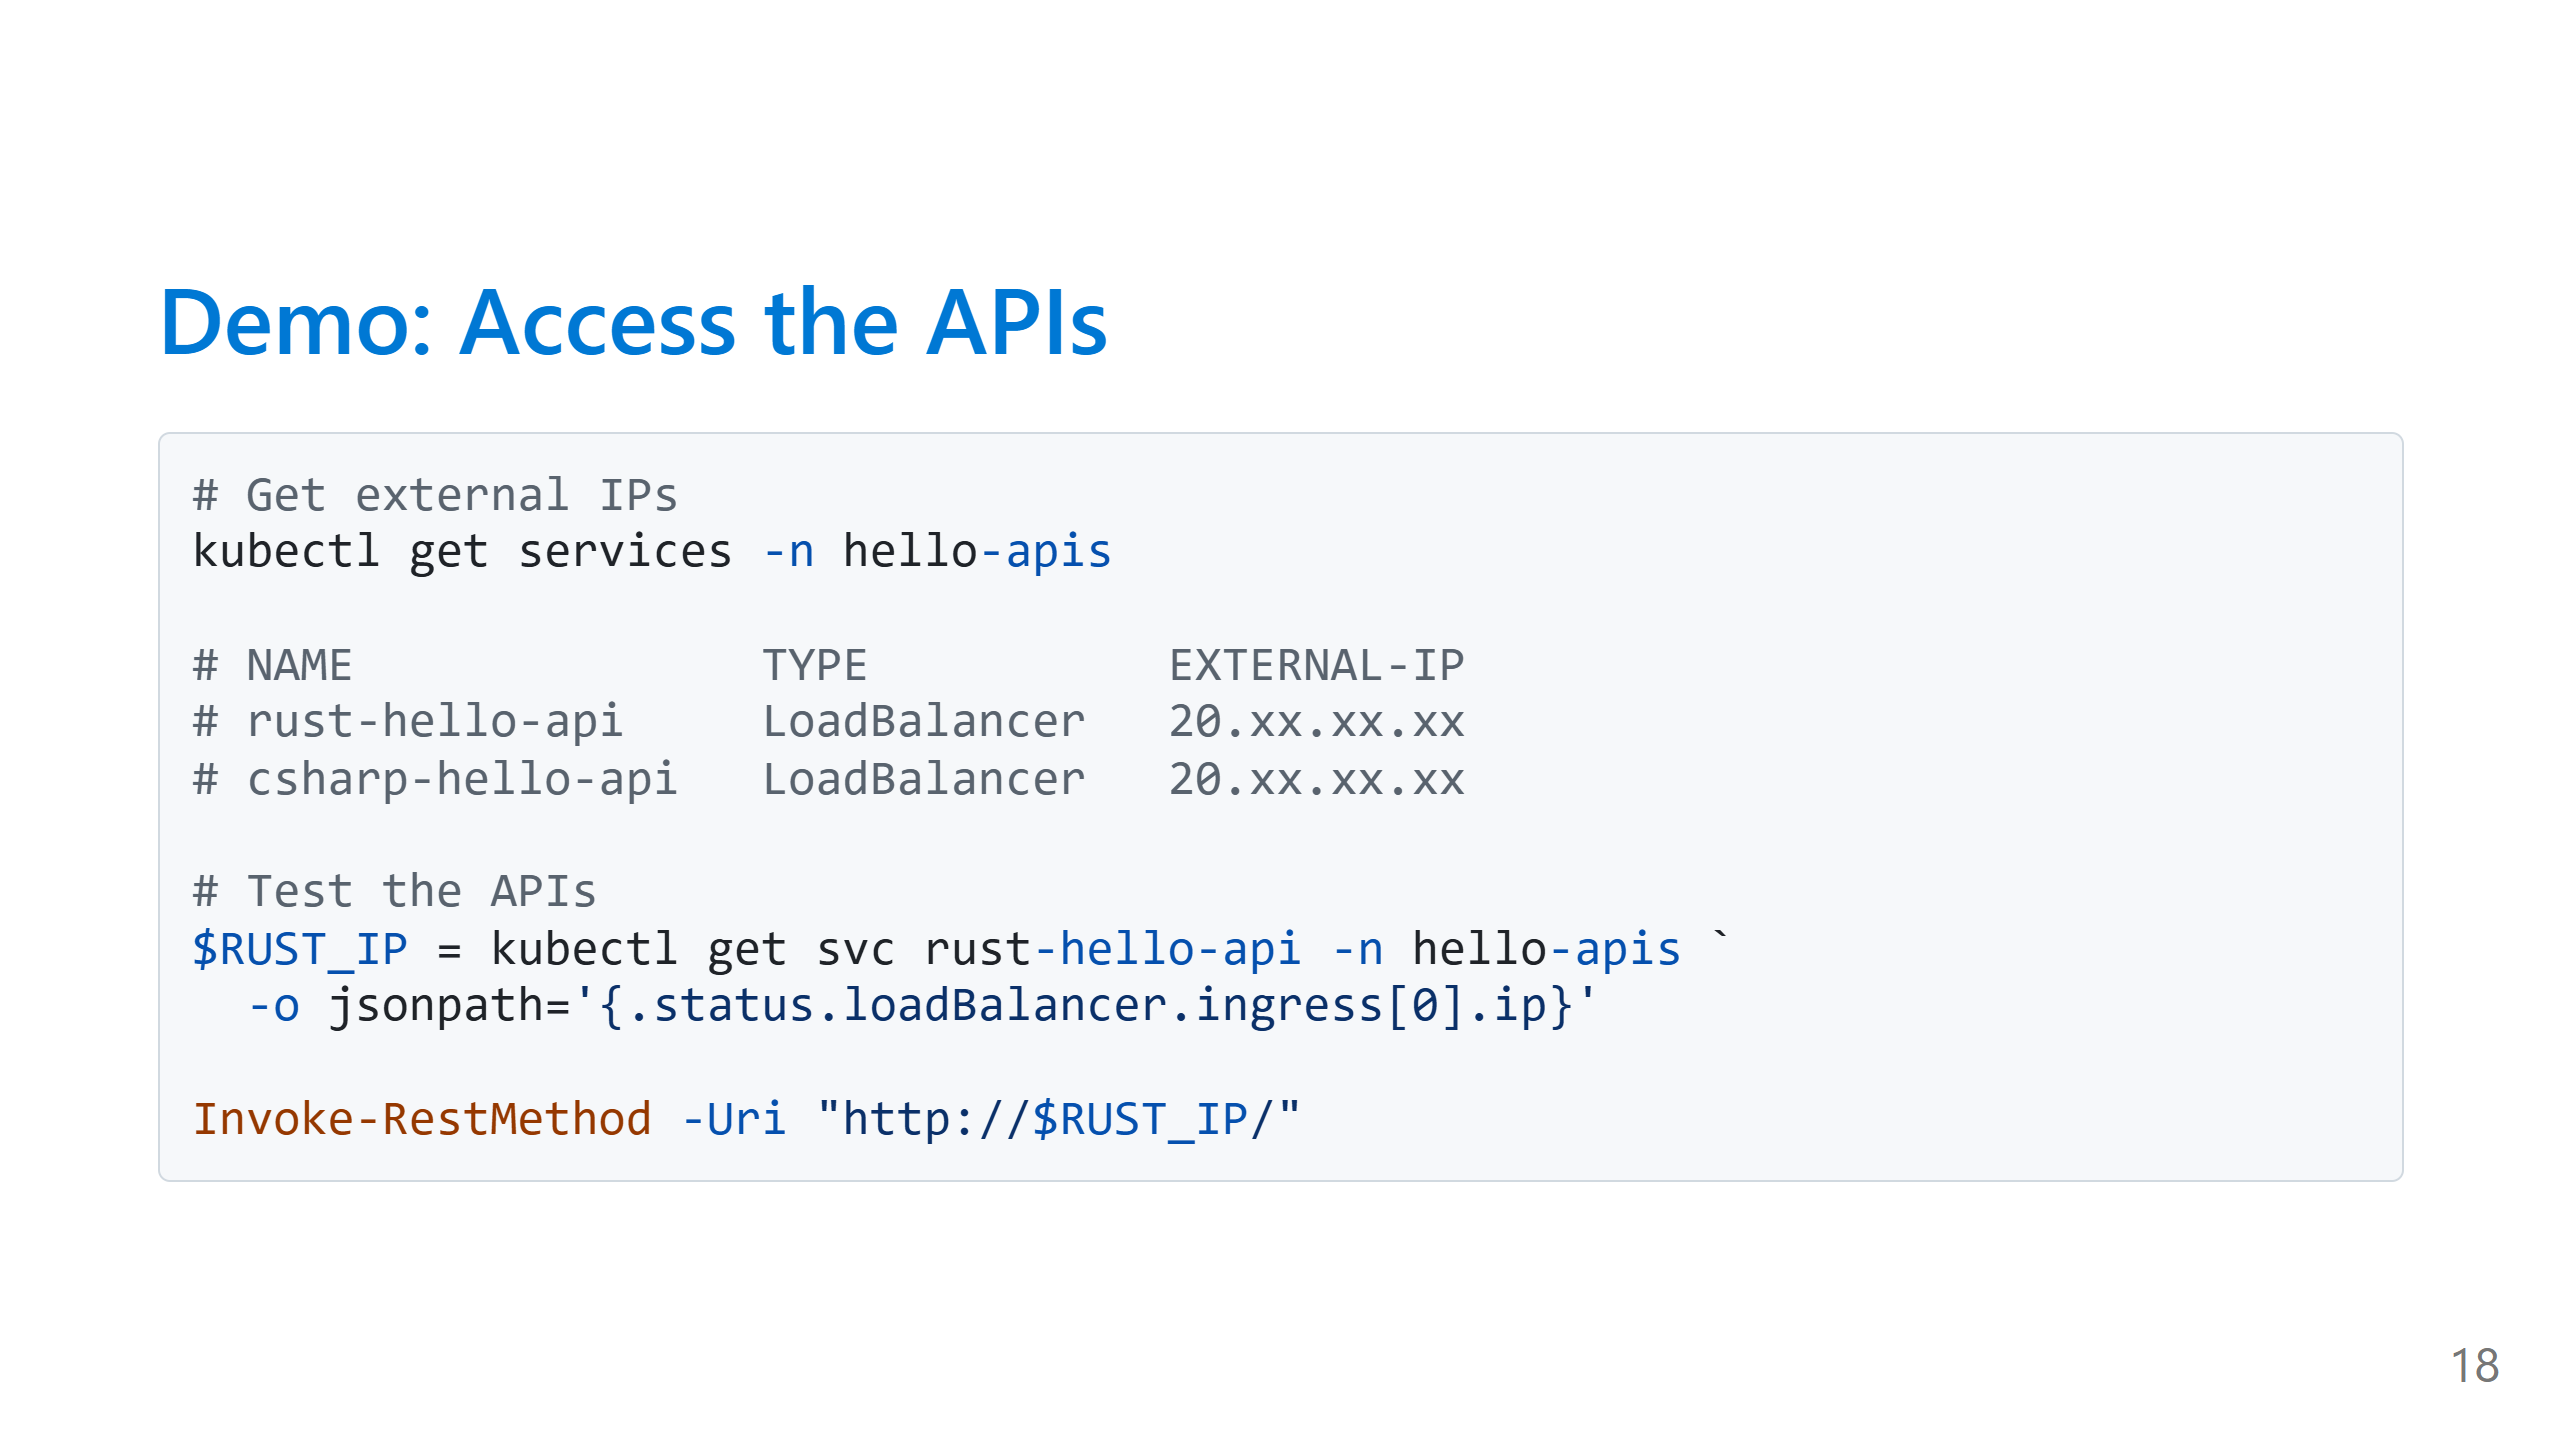 Demo: Access the APIs
# Get external IPs
kubectl get services -n hello-apis
# NAME               TYPE           EXTERNAL-IP
# rust-hello-api     LoadBalancer   20.xx.xx.xx
# csharp-hello-api   LoadBalancer   20.xx.xx.xx
# Test the APIs
$RUST_IP = kubectl get svc rust-hello-api -n hello-apis `
  -o jsonpath='{.status.loadBalancer.ingress[0].ip}'
Invoke-RestMethod -Uri "http://$RUST_IP/"
18